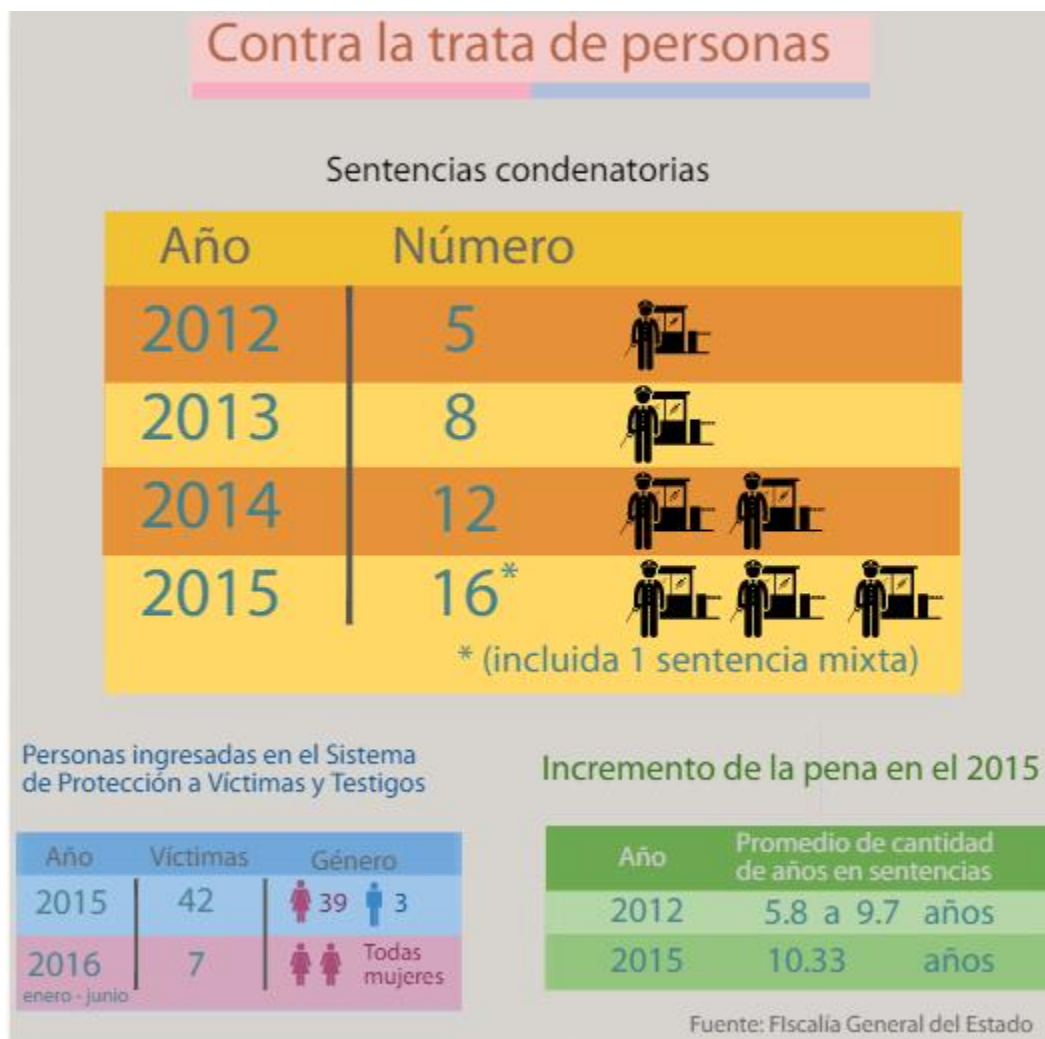 Contra la trata de personas
Sentencias condenatorias
Año Número
2012 5
2013 8
2014 12
2015 16*
* (incluida 1 sentencia mixta)
Personas ingresadas en el Sistema
de Protección a Víctimas y Testigos
Año Víctimas Género
2015 42 39 3
2016 7 Todas
mujeres
enero - junio
Incremento de la pena en el 2015
Año Promedio de cantidad
de años en sentencias
2012 5.8 a 9.7 años
2015 10.33 años
Fuente: FIscalía General del Estado